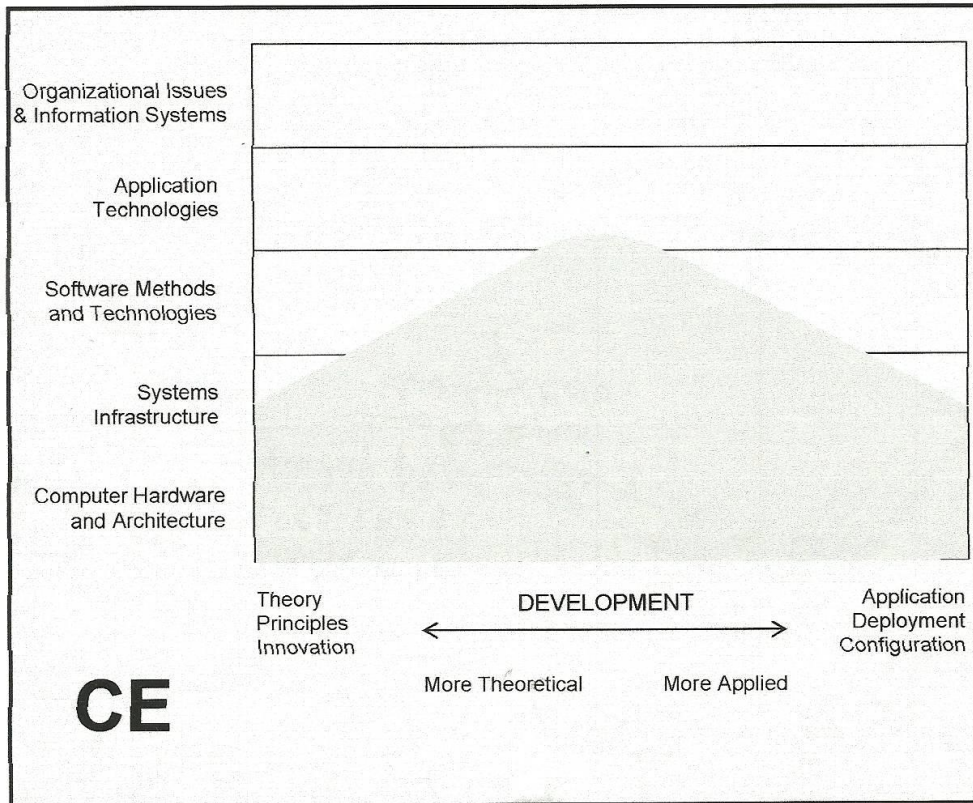 Organizational Issues
& Information Systems
Application
Technologies
Software Methods
and Technologies
Systems
Infrastructure
Computer Hardware
and Architecture
Theory
Principles
Innovation
DEVELOPMENT
Application
Deployment
Configuration
More Theoretical
More Applied
CE